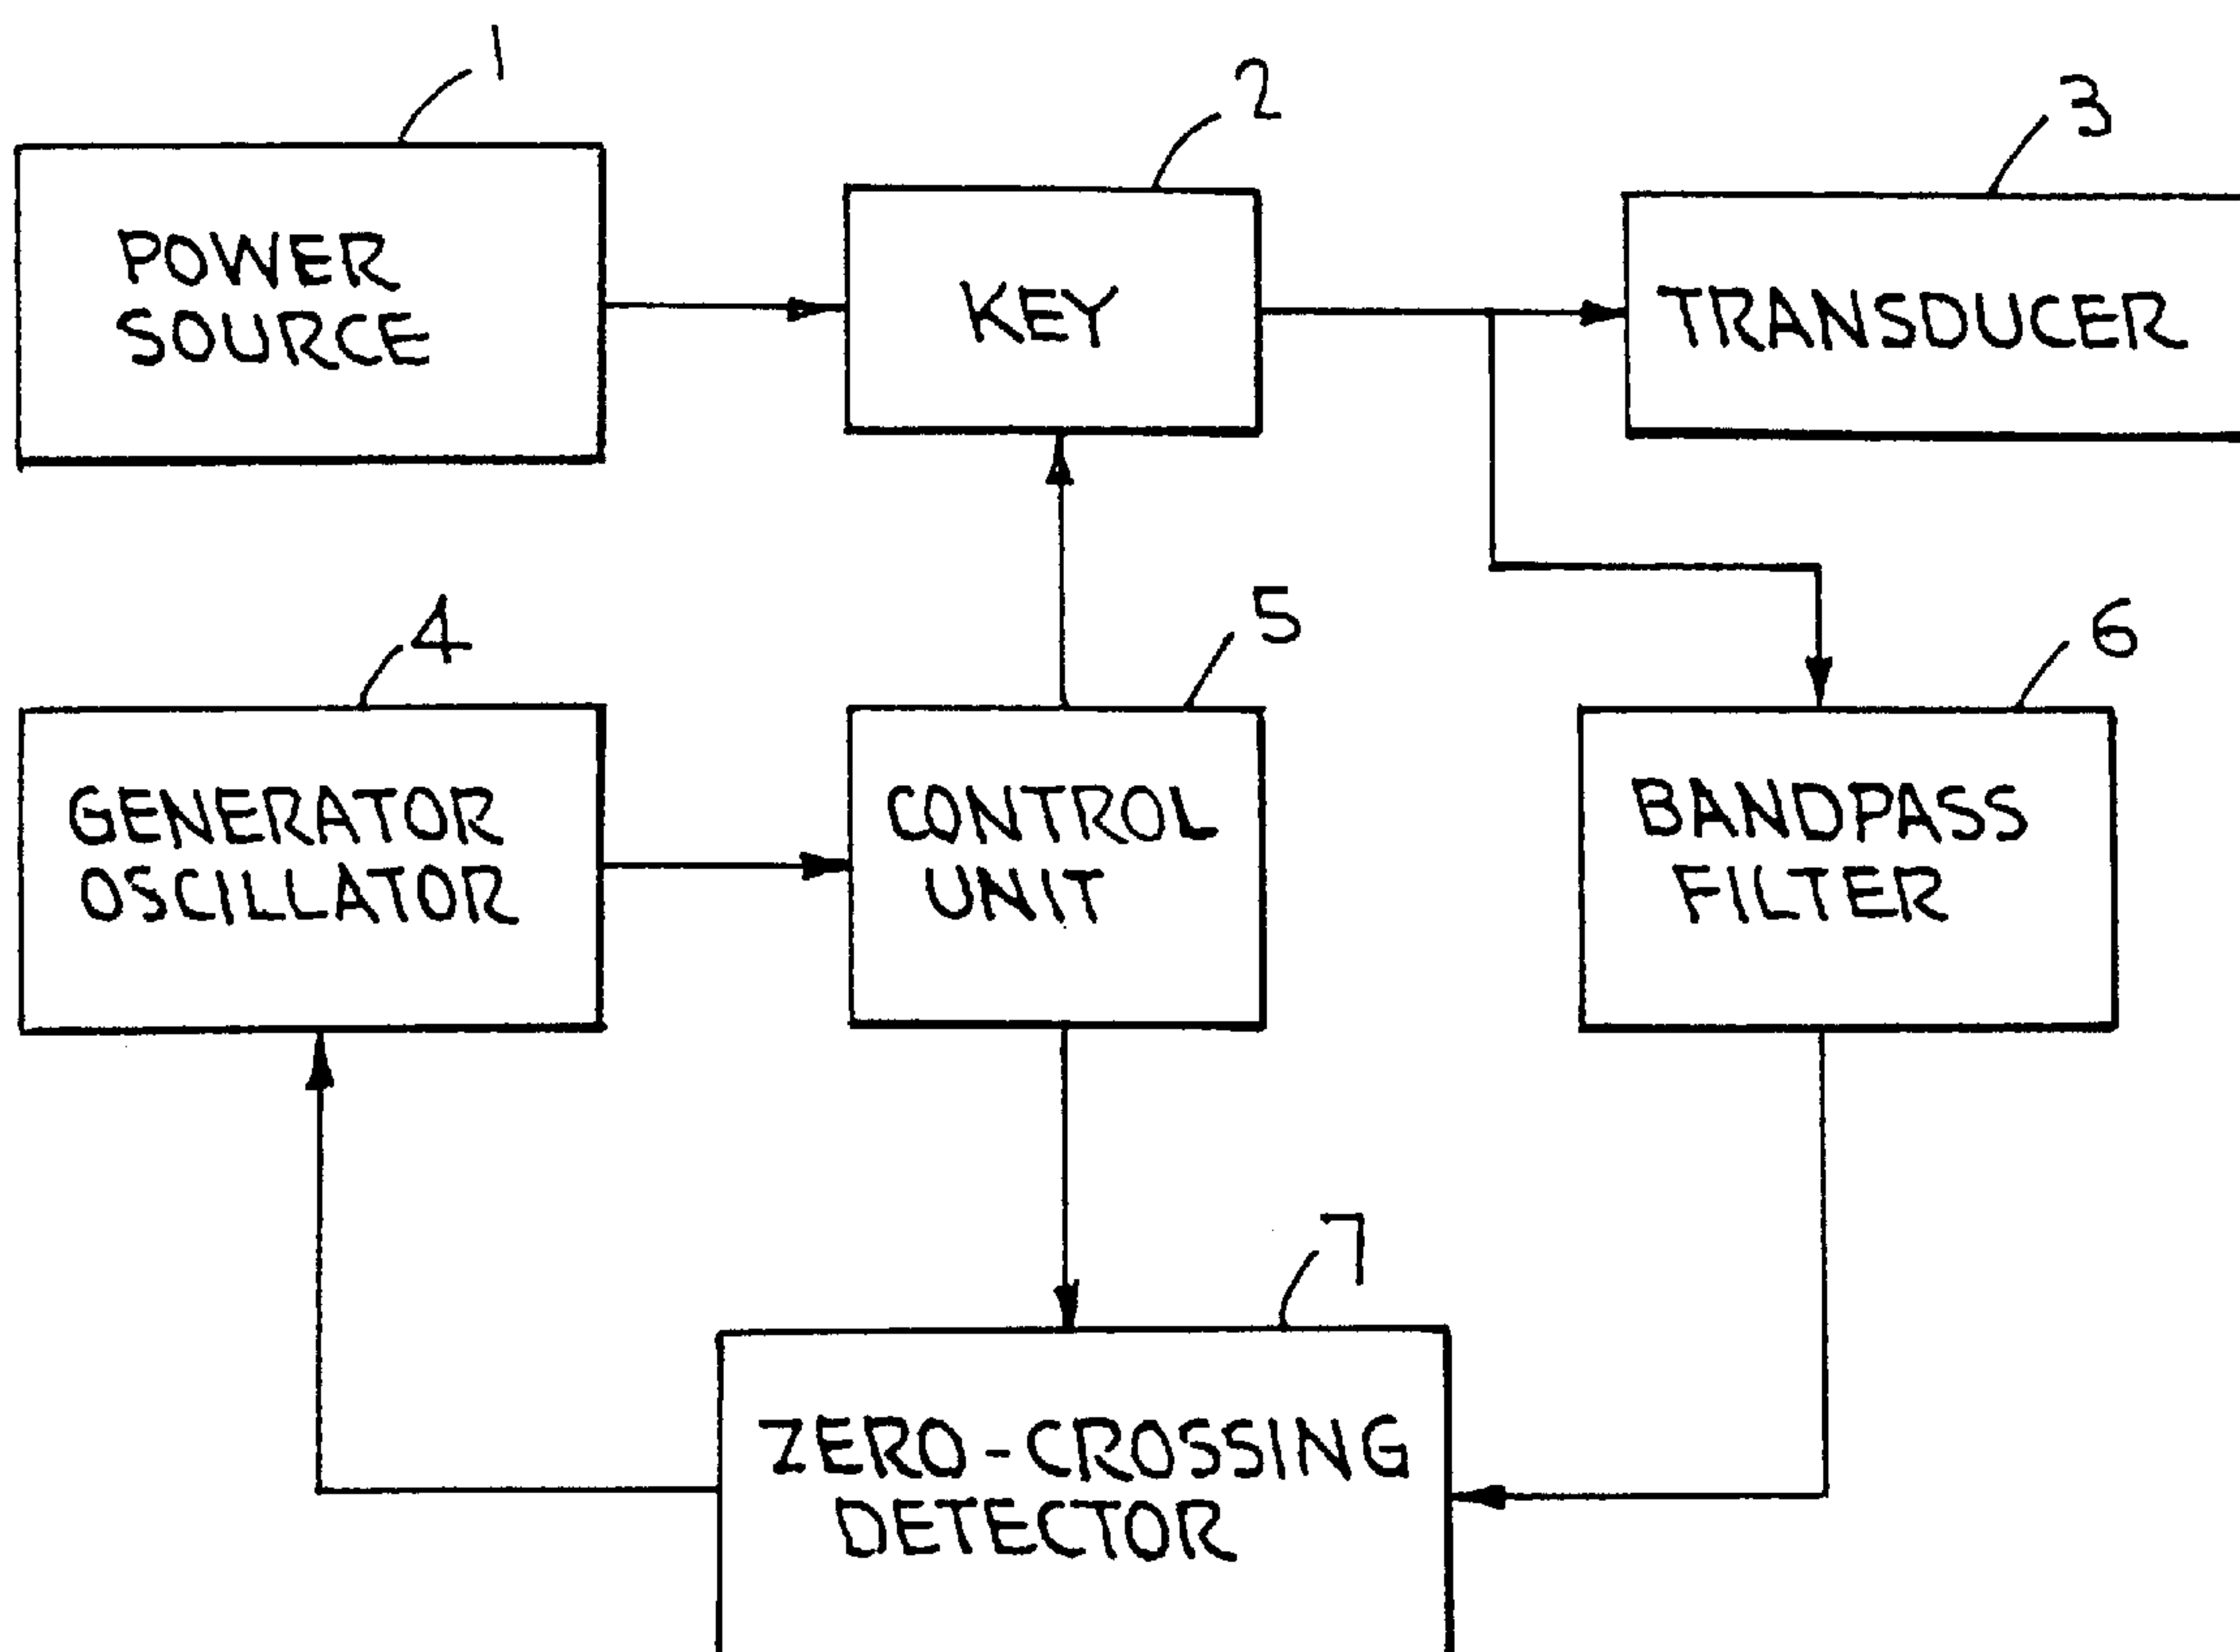 1
2
3
POWER
SOURCE
KEY
TRANSDUCER
4
5
6
GENERATOR
OSCILLATOR
CONTROL
UNIT
BANDPASS
FILTER
7
ZERO-CROSSING
DETECTOR